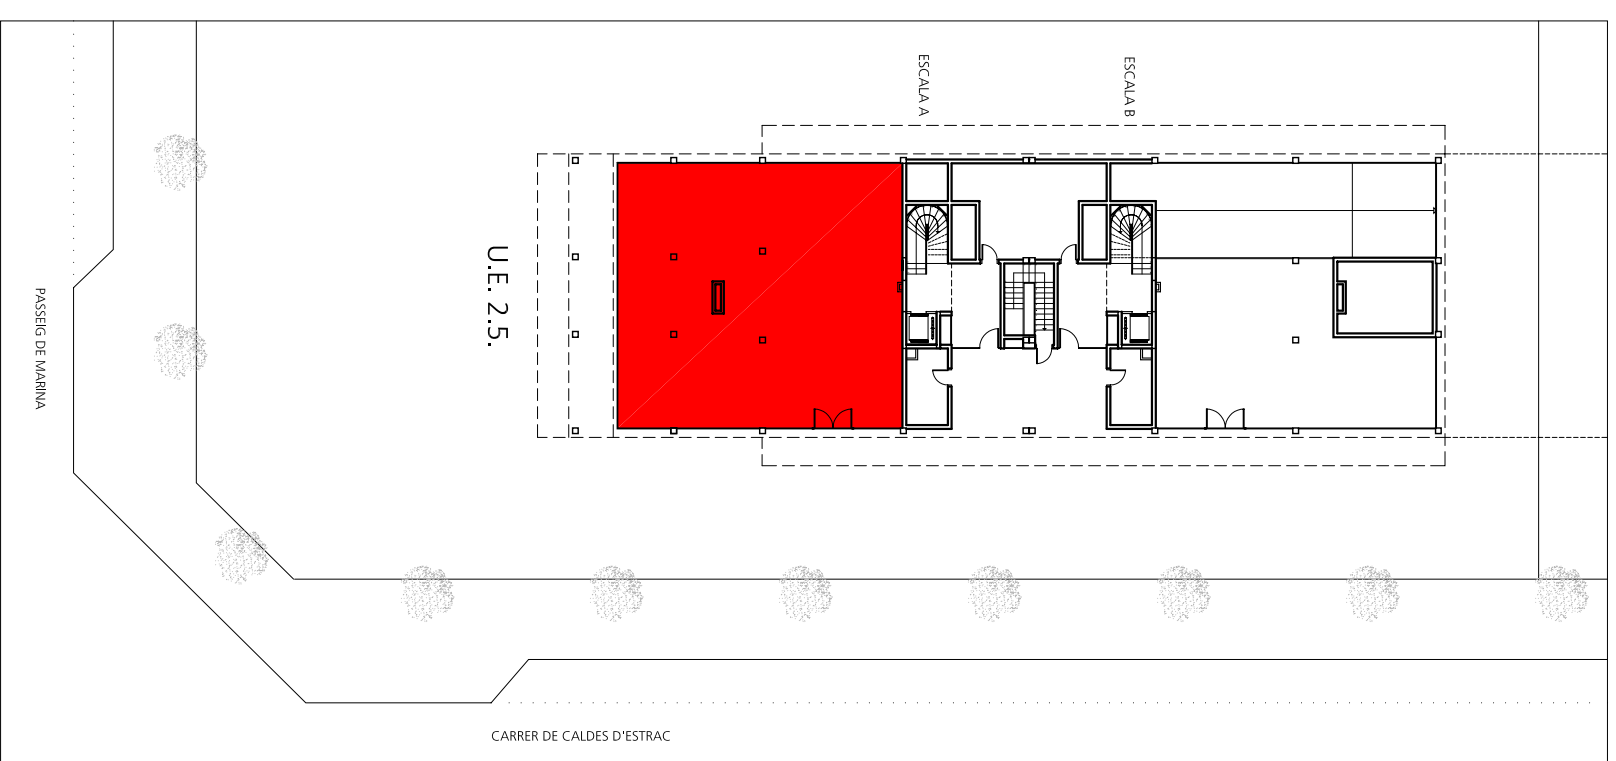 ESCALA A
ESCALA B
U.E. 2.5.
PASSEIG DE MARINA
CARRER DE CALDES D'ESTRAC